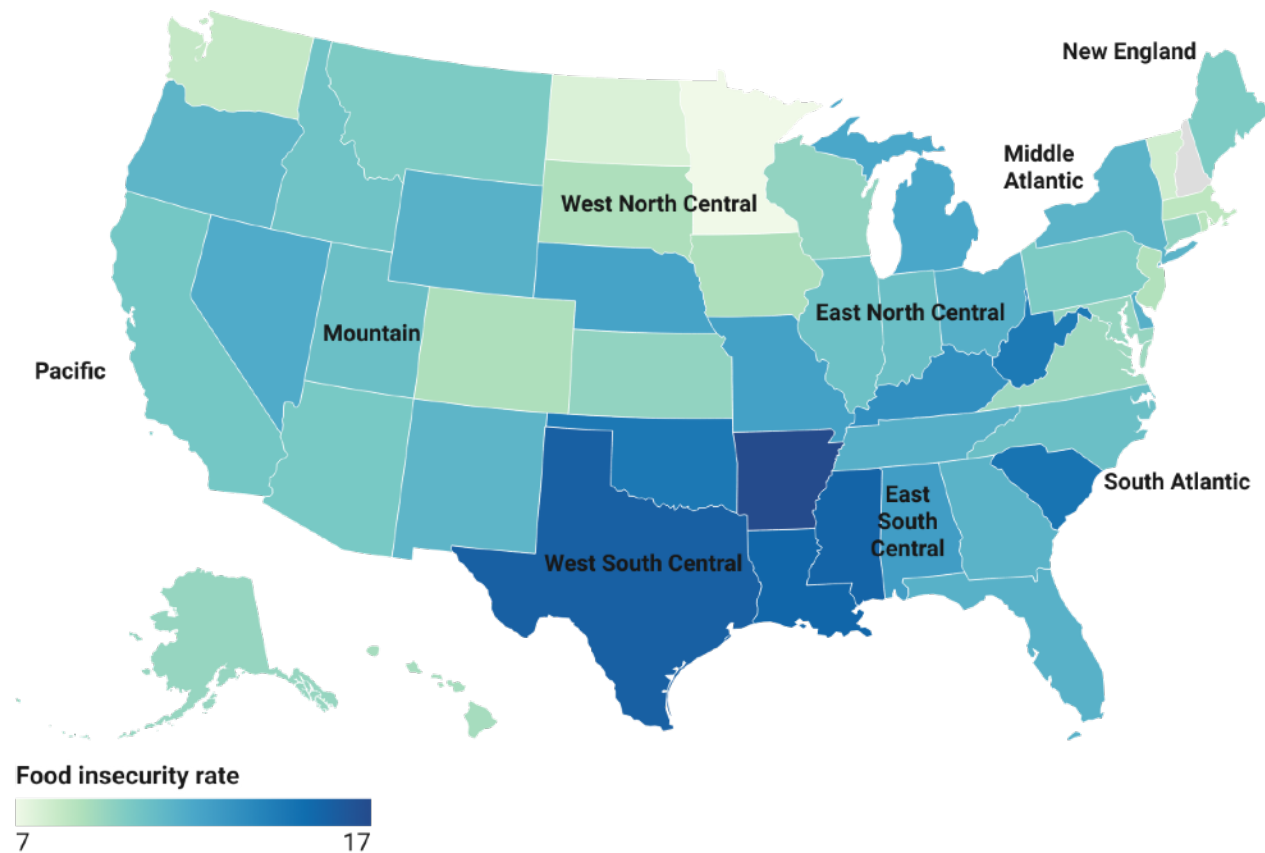 New England
Middle
Atlantic
West North Central
East North Central
Mountain
Pacific
South Atlantic
East
South
Central
West South Central
Food insecurity rate
7 17